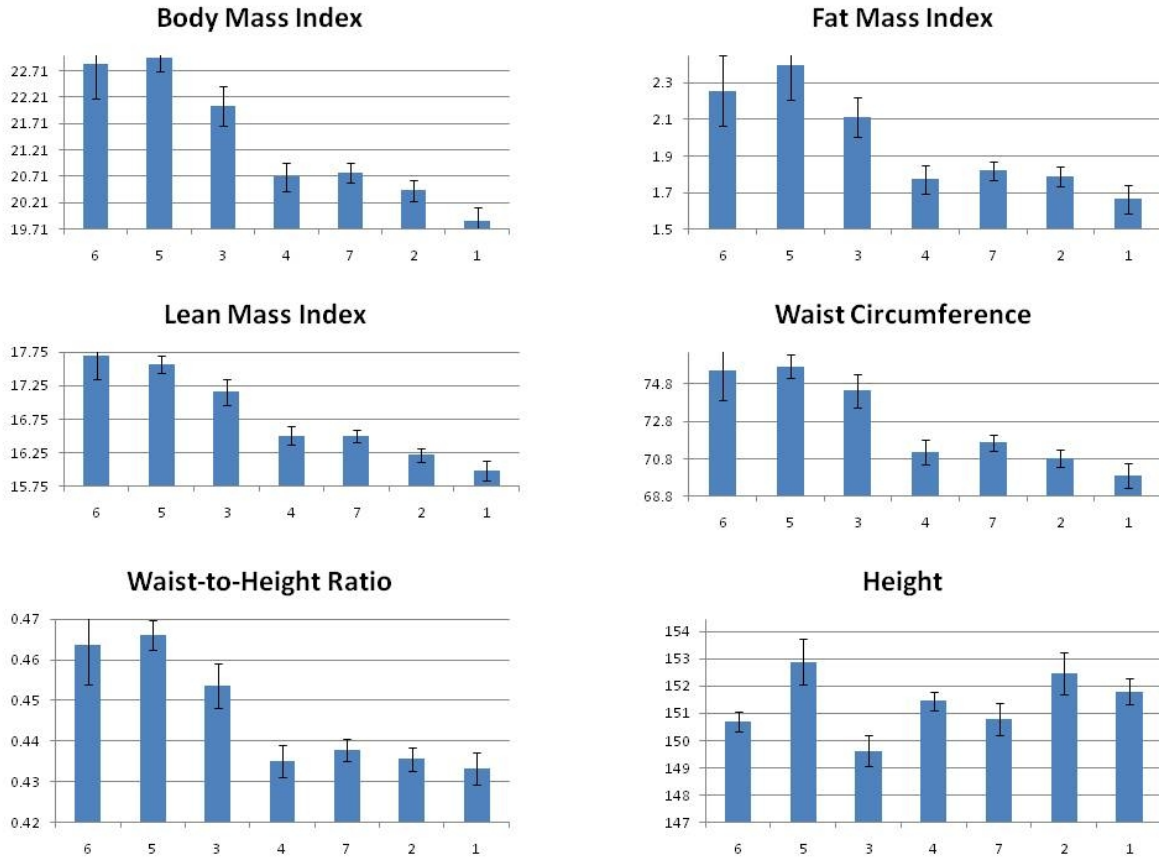 Body Mass Index
22.71
22.21
21.71
21.21
20.71
20.21
19.71
6 5 3 4 7 2 1
Fat Mass Index
2.3
2.1
1.9
1.7
1.5
6 5 3 4 7 2 1
Lean Mass Index
17.75
17.25
16.75
16.25
15.75
6 5 3 4 7 2 1
Waist Circumference
74.8
72.8
70.8
68.8
6 5 3 4 7 2 1
Waist-to-Height Ratio
0.47
0.46
0.45
0.44
0.43
0.42
6 5 3 4 7 2 1
Height
154
153
152
151
150
149
148
147
6 5 3 4 7 2 1